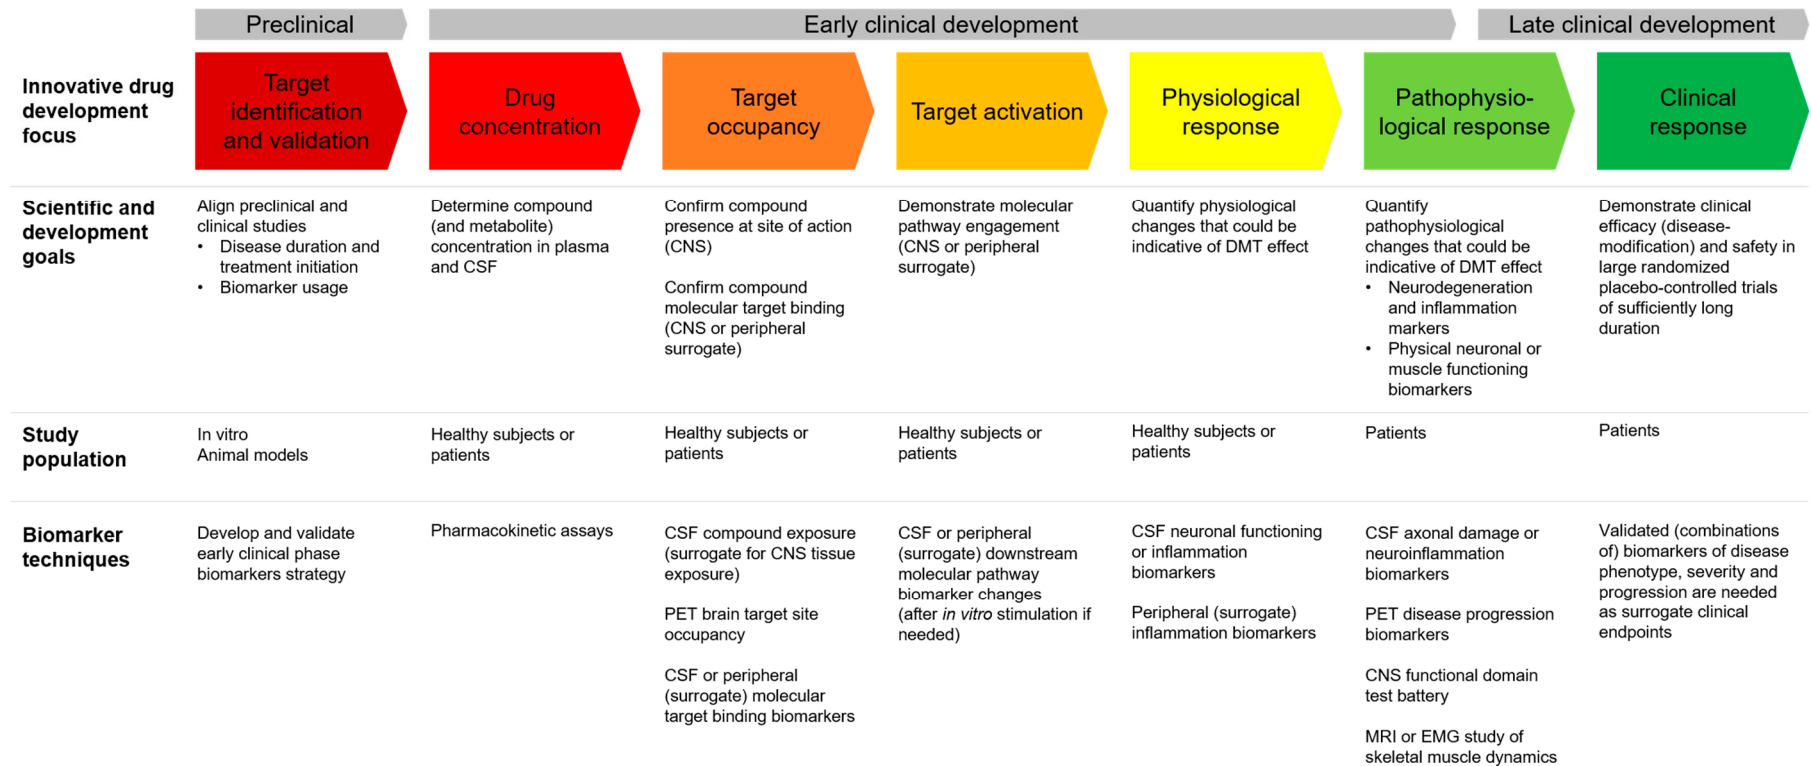 Preclinical
Early clinical development
Late clinical development
Innovative drug
development
focus
Target
identification
and validation
Drug
concentration
Target
occupancy
Target activation
Physiological
response
Pathophysio-
logical response
Clinical
response
Scientific and
development
goals
Align preclinical and
clinical studies
• Disease duration and
treatment initiation
• Biomarker usage
Determine compound
(and metabolite)
concentration in plasma
and CSF
Confirm compound
presence at site of action
(CNS)
Confirm compound
molecular target binding
(CNS or peripheral
surrogate)
Demonstrate molecular
pathway engagement
(CNS or peripheral
surrogate)
Quantify physiological
changes that could be
indicative of DMT effect
Quantify
pathophysiological
changes that could be
indicative of DMT effect
• Neurodegeneration
and inflammation
markers
• Physical neuronal or
muscle functioning
biomarkers
Demonstrate clinical
efficacy (disease-
modification) and safety in
large randomized
placebo-controlled trials
of sufficiently long
duration
Study
population
In vitro
Animal models
Healthy subjects or
patients
Healthy subjects or
patients
Healthy subjects or
patients
Healthy subjects or
patients
Patients
Patients
Biomarker
techniques
Develop and validate
early clinical phase
biomarkers strategy
Pharmacokinetic assays
CSF compound exposure
(surrogate for CNS tissue
exposure)
PET brain target site
occupancy
CSF or peripheral
(surrogate) molecular
target binding biomarkers
CSF or peripheral
(surrogate) downstream
molecular pathway
biomarker changes
(after in vitro stimulation if
needed)
CSF neuronal functioning
or inflammation
biomarkers
Peripheral (surrogate)
inflammation biomarkers
CSF axonal damage or
neuroinflammation
biomarkers
PET disease progression
biomarkers
CNS functional domain
test battery
MRI or EMG study of
skeletal muscle dynamics
Validated (combinations
of) biomarkers of disease
phenotype, severity and
progression are needed
as surrogate clinical
endpoints